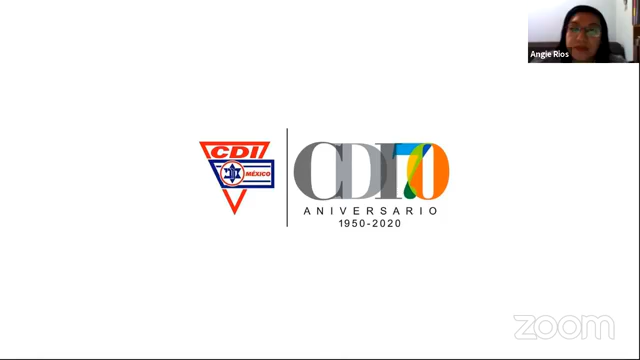 Angie Rios
CDI
MÉXICO
CDI70
ANIVERSARIO
1950-2020
zoom